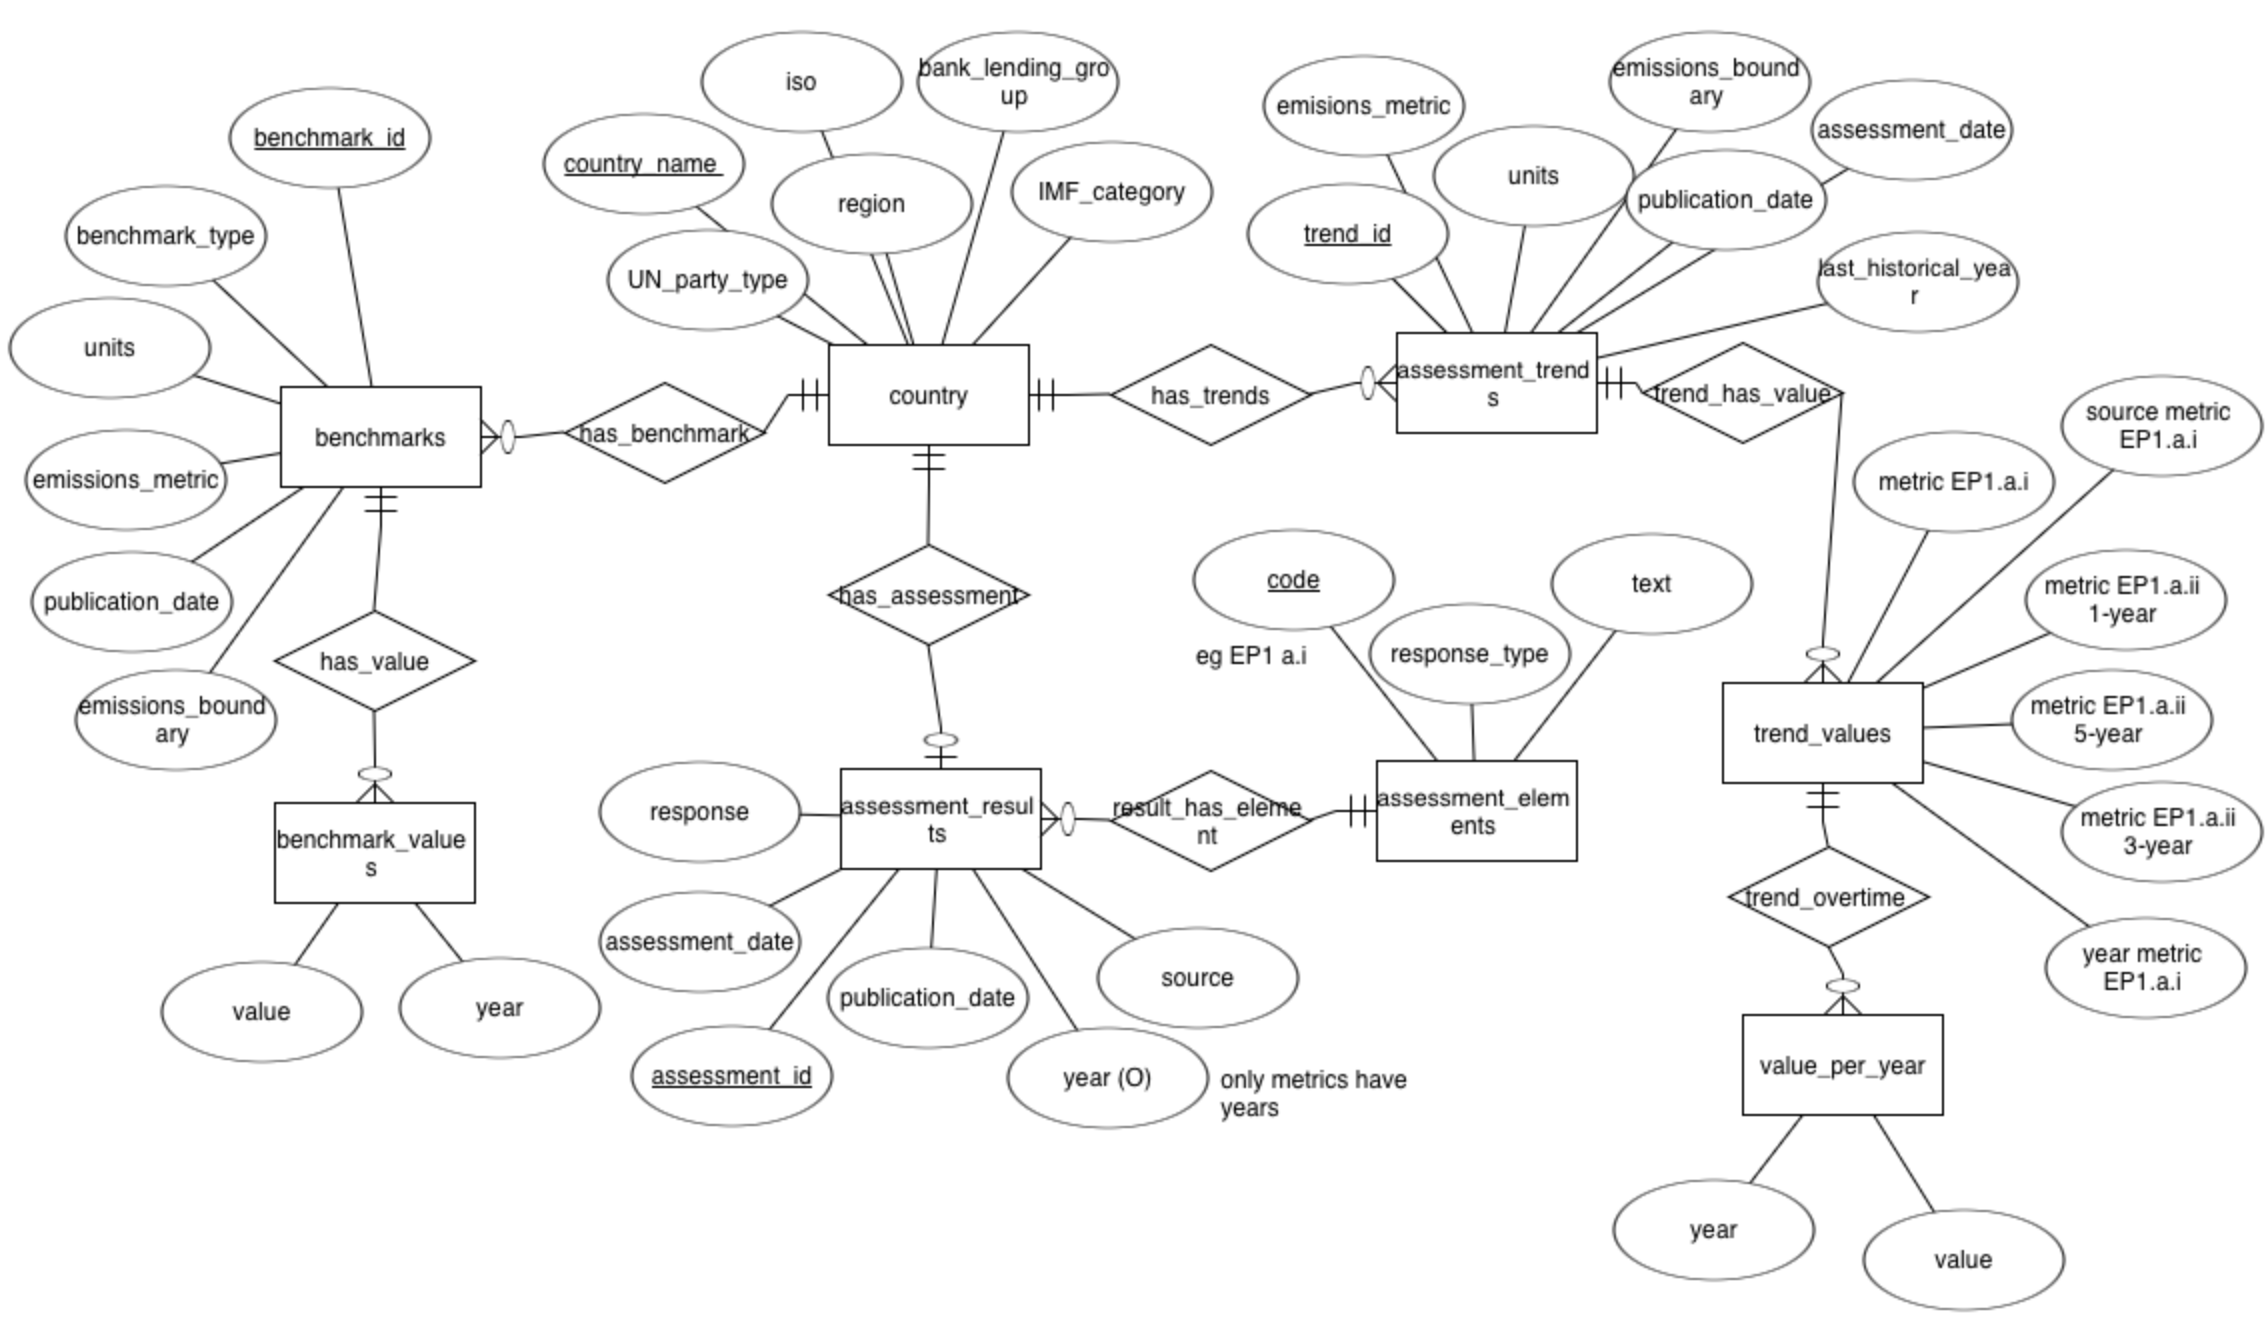 iso
bank_lending_gro
up
emissions_bound
ary
emisions_metric
assessment_date
benchmark_id
country_name
units
IMF_category
region
publication_date
benchmark_type
trend_id
UN_party_type
last_historical_yea
r
units
assessment_trend
s
country
has_trends
trend_has_value
source metric
EP1.a.i
benchmarks
has_benchmark
emissions_metric
metric EP1.a.i
code
text
metric EP1.a.ii
1-year
has_assessment
publication_date
eg EP1 a.i
response_type
has_value
emissions_bound
ary
metric EP1.a.ii
5-year
trend_values
response
assessment_resul
ts
result_has_eleme
nt
assessment_elem
ents
metric EP1.a.ii
3-year
benchmark_value
s
trend_overtime
assessment_date
source
year metric
EP1.a.i
value
year
publication_date
assessment_id
year (O)
only metrics have
years
value_per_year
year
value